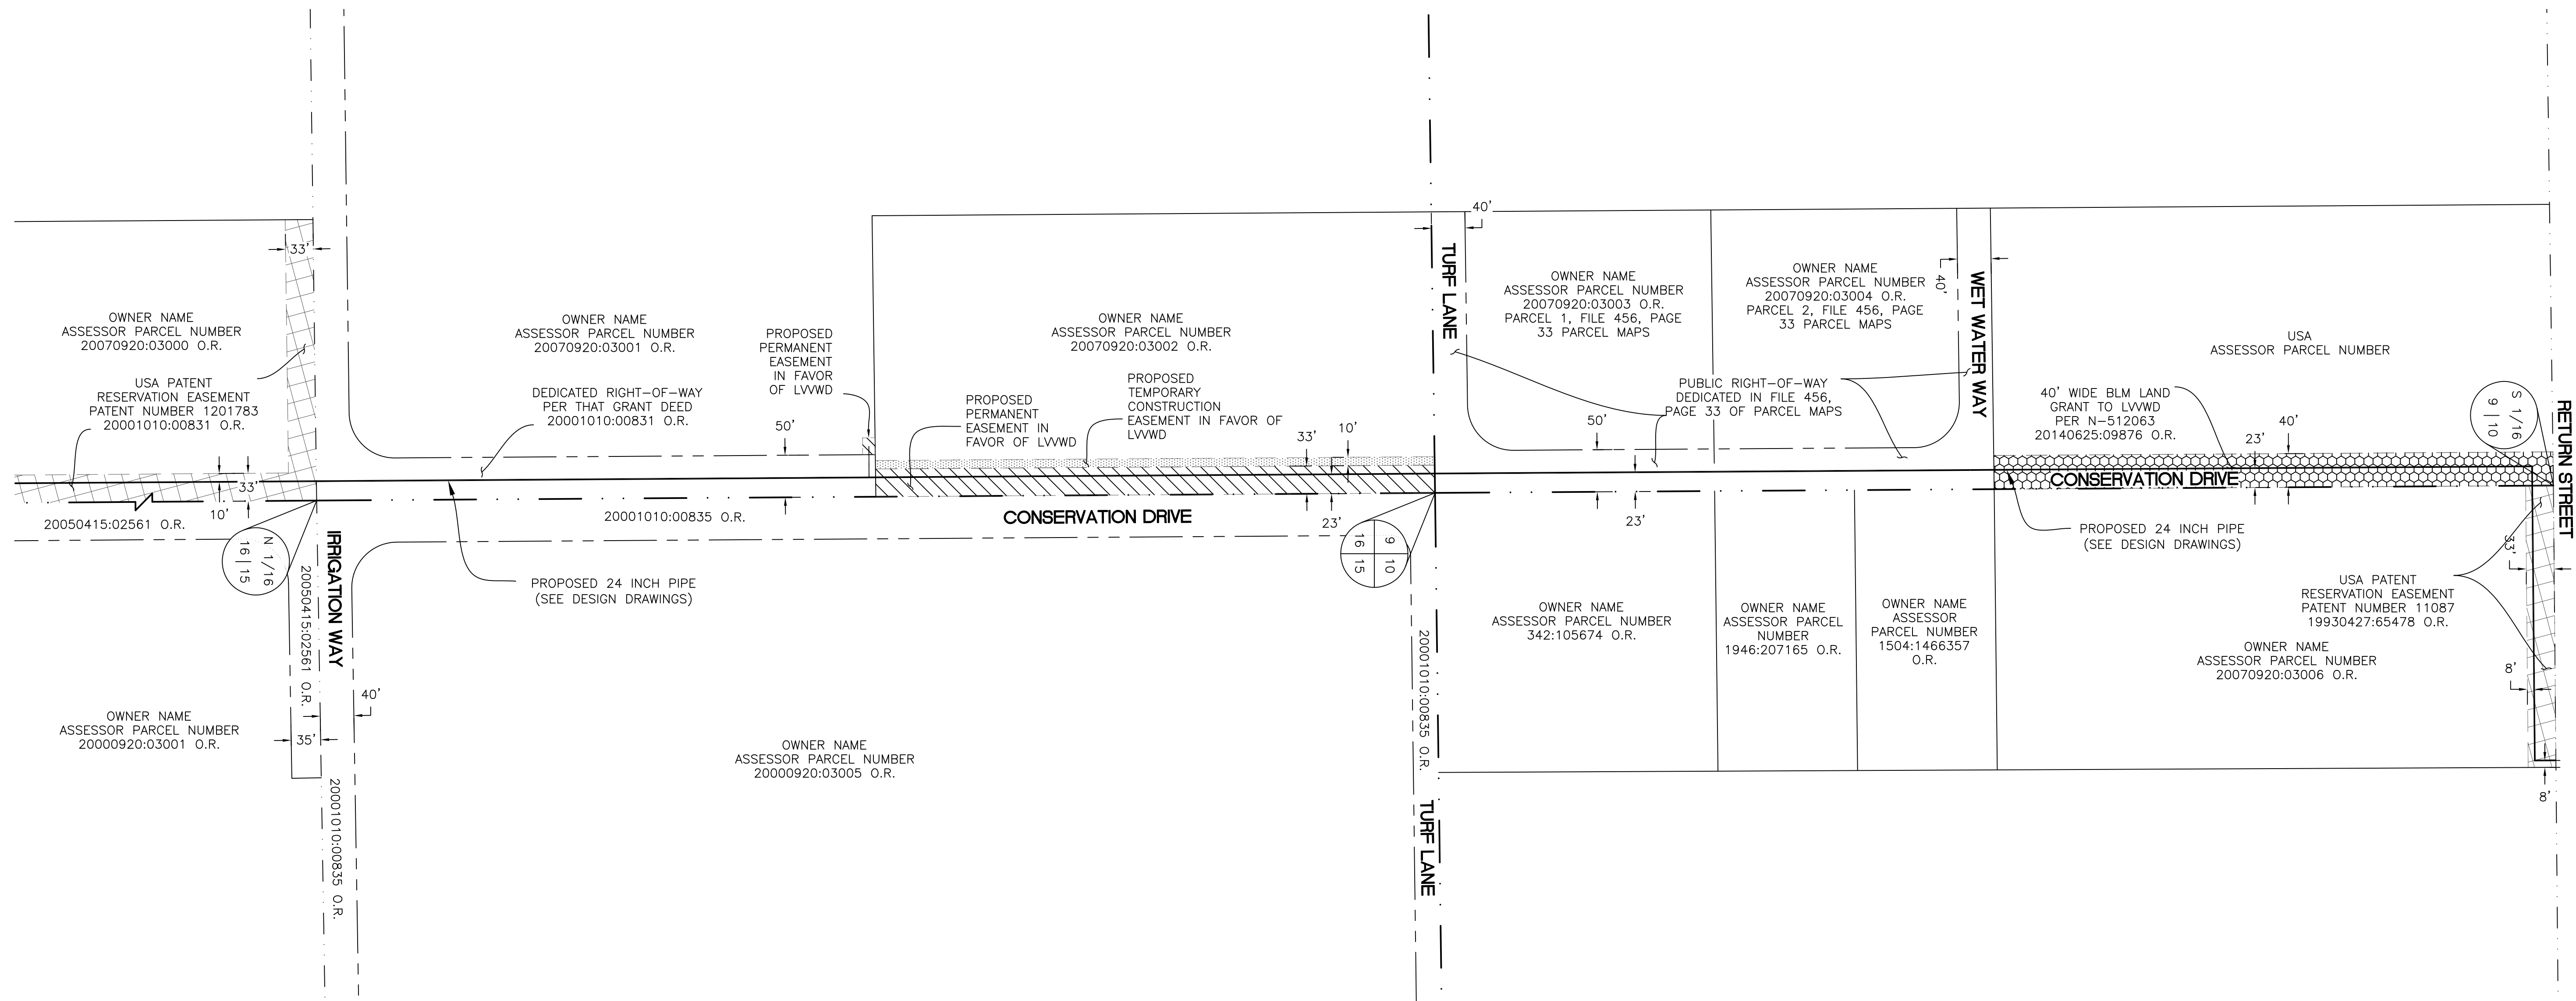 40'
33'
TURF LANE
OWNER NAME
ASSESSOR PARCEL NUMBER
20070920:03000 O.R.
OWNER NAME
ASSESSOR PARCEL NUMBER
20070920:03001 O.R.
PROPOSED
PERMANENT
EASEMENT
IN FAVOR
OF LVVWD
OWNER NAME
ASSESSOR PARCEL NUMBER
20070920:03002 O.R.
OWNER NAME
ASSESSOR PARCEL NUMBER
20070920:03003 O.R.
PARCEL 1, FILE 456, PAGE
33 PARCEL MAPS
OWNER NAME
ASSESSOR PARCEL NUMBER
20070920:03004 O.R.
PARCEL 2, FILE 456, PAGE
33 PARCEL MAPS
40'
WET WATER WAY
USA
ASSESSOR PARCEL NUMBER
USA PATENT
RESERVATION EASEMENT
PATENT NUMBER 1201783
20001010:00831 O.R.
DEDICATED RIGHT-OF-WAY
PER THAT GRANT DEED
20001010:00831 O.R.
50'
PROPOSED
PERMANENT
EASEMENT IN
FAVOR OF LVVWD
PROPOSED
TEMPORARY
CONSTRUCTION
EASEMENT IN FAVOR OF
LVVWD
33'
10'
50'
PUBLIC RIGHT-OF-WAY
DEDICATED IN FILE 456,
PAGE 33 OF PARCEL MAPS
40' WIDE BLM LAND
GRANT TO LVVWD
PER N-512063
20140625:09876 O.R.
23'
40'
S 1/16
9 | 10
RETURN STREET
33'
10'
20050415:02561 O.R.
20001010:00835 O.R.
CONSERVATION DRIVE
23'
23'
CONSERVATION DRIVE
N 1/16
16 | 15
IRRIGATION WAY
20050415:02561 O.R.
PROPOSED 24 INCH PIPE
(SEE DESIGN DRAWINGS)
9 10
16 15
PROPOSED 24 INCH PIPE
(SEE DESIGN DRAWINGS)
33'
USA PATENT
RESERVATION EASEMENT
PATENT NUMBER 11087
19930427:65478 O.R.
OWNER NAME
ASSESSOR PARCEL NUMBER
342:105674 O.R.
OWNER NAME
ASSESSOR PARCEL
NUMBER
1946:207165 O.R.
OWNER NAME
ASSESSOR
PARCEL NUMBER
1504:1466357
O.R.
OWNER NAME
ASSESSOR PARCEL NUMBER
20070920:03006 O.R.
8'
8'
20001010:00835 O.R.
TURF LANE
OWNER NAME
ASSESSOR PARCEL NUMBER
20000920:03001 O.R.
35'
40'
20001010:00835 O.R.
OWNER NAME
ASSESSOR PARCEL NUMBER
20000920:03005 O.R.